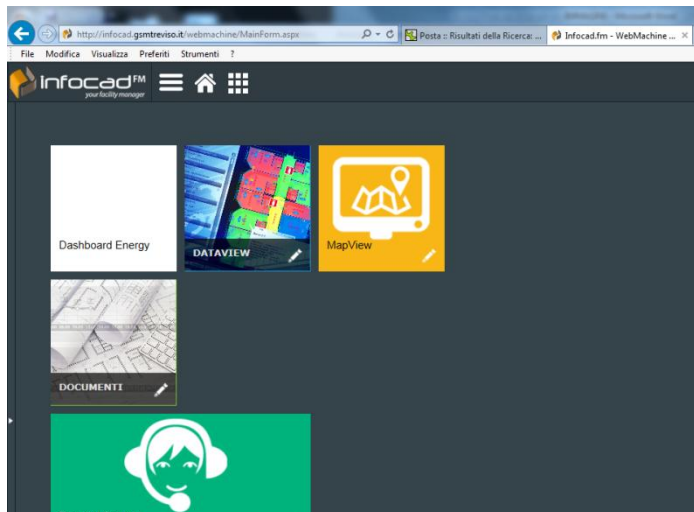 http://infocad.gsmtreviso.it/webmachine/MainForm.aspx
Posta :: Risultati della Ricerca: ...
Infocad.fm - WebMachine ...
File Modifica Visualizza Preferiti Strumenti ?
Infocad FM
your facility manager
Dashboard Energy
DATAVIEW
MapView
DOCUMENTI